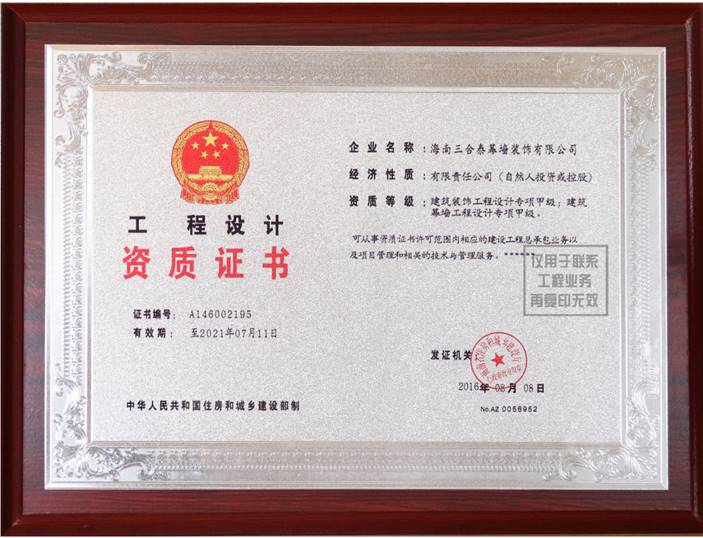 工程设计
资质证书
证书编号: A146002195
有效期: 至2021年07月11日
中华人民共和国住房和城乡建设部制
企业名称:海南三合泰幕墙装饰有限公司
经济性质:有限责任公司(自然人投资或控股)
资质等级:建筑装饰工程设计专项甲级;建筑
幕墙工程设计专项甲级。
可从事资质证书许可范围内相应的建设工程总承包业务以
及项目管理和相关的技术与管理服务。******
仅用于联系
工程业务
再复印无效
发证机关
2016年 08月 08日
No.AZ 0056952